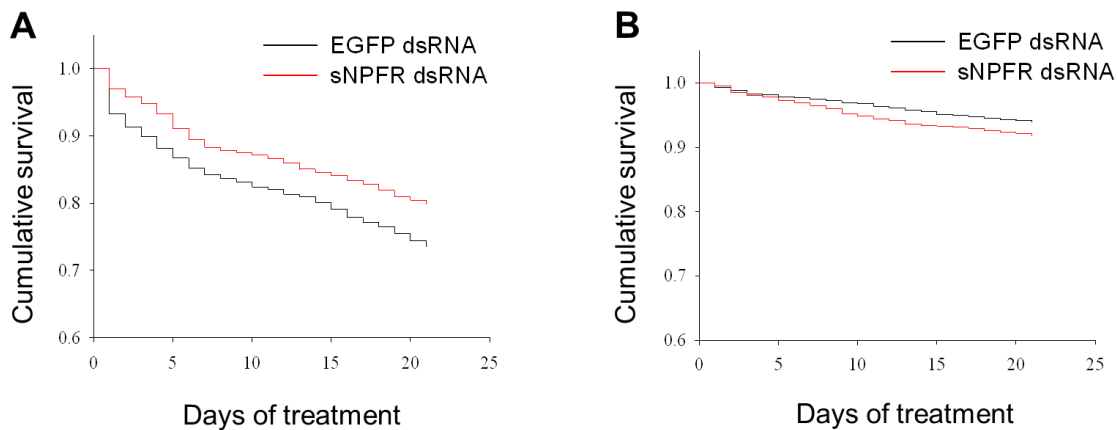 A
EGFP dsRNA
sNPFR dsRNA
Cumulative survival
1.0
0.9
0.8
0.7
0.6
0 5 10 15 20 25
Days of treatment
B
EGFP dsRNA
sNPFR dsRNA
Cumulative survival
1.0
0.9
0.8
0.7
0.6
0 5 10 15 20 25
Days of treatment